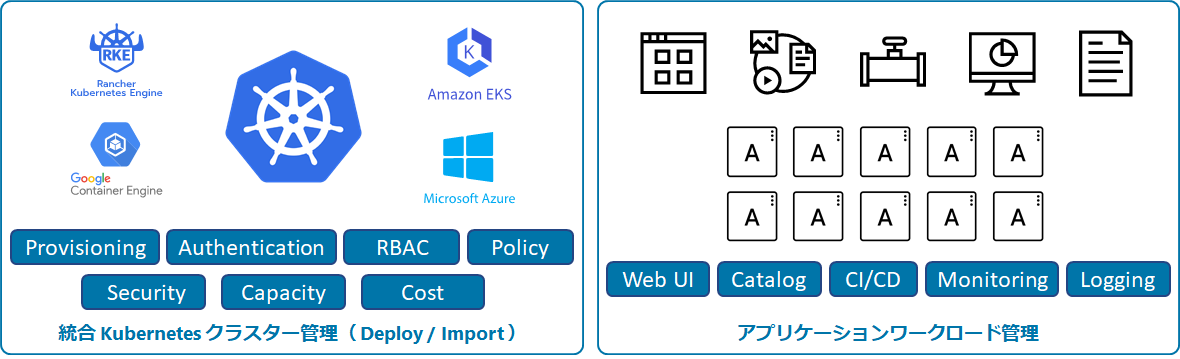 RKE
Rancher
Kubernetes Engine
K
Amazon EKS
Google
Container Engine
Microsoft Azure
Provisioning
Authentication
RBAC
Policy
Security
Capacity
Cost
統合 Kubernetes クラスター管理（ Deploy / Import ）
A A A A A
A A A A A
Web UI
Catalog
CI/CD
Monitoring
Logging
アプリケーションワークロード管理